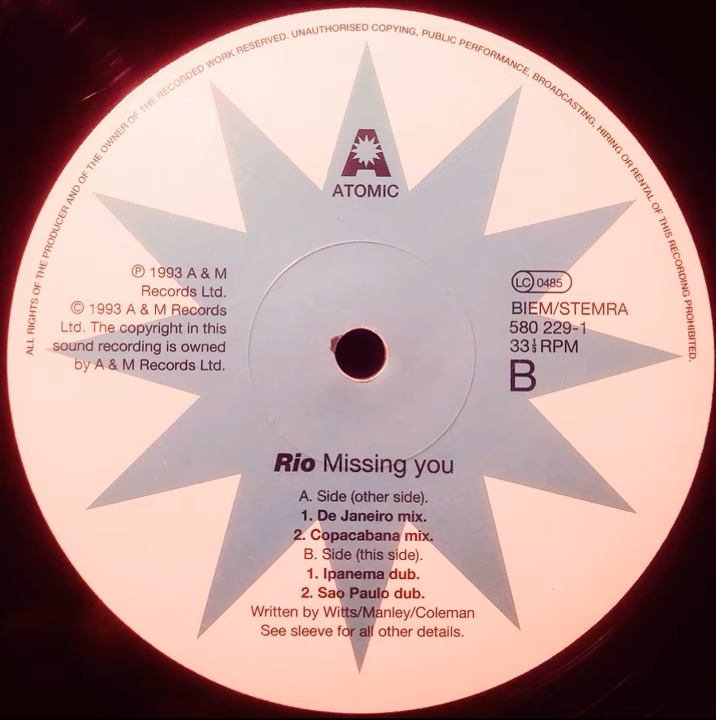 ALL RIGHTS OF THE PRODUCER AND OF THE OWNER OF THE RECORDED WORK RESERVED. UNAUTHORISED COPYING, PUBLIC PERFORMANCE, BROADCASTING, HIRING OR RENTAL OF THIS RECORDING PROHIBITED.
A
ATOMIC
℗ 1993 A & M
Records Ltd.
© 1993 A & M Records
Ltd. The copyright in this
sound recording is owned
by A & M Records Ltd.
LC 0485
BIEM/STEMRA
580 229-1
33⅓RPM
B
Rio Missing you
A. Side (other side).
1. De Janeiro mix.
2. Copacabana mix.
B. Side (this side).
1. Ipanema dub.
2. Sao Paulo dub.
Written by Witts/Manley/Coleman
See sleeve for all other details.